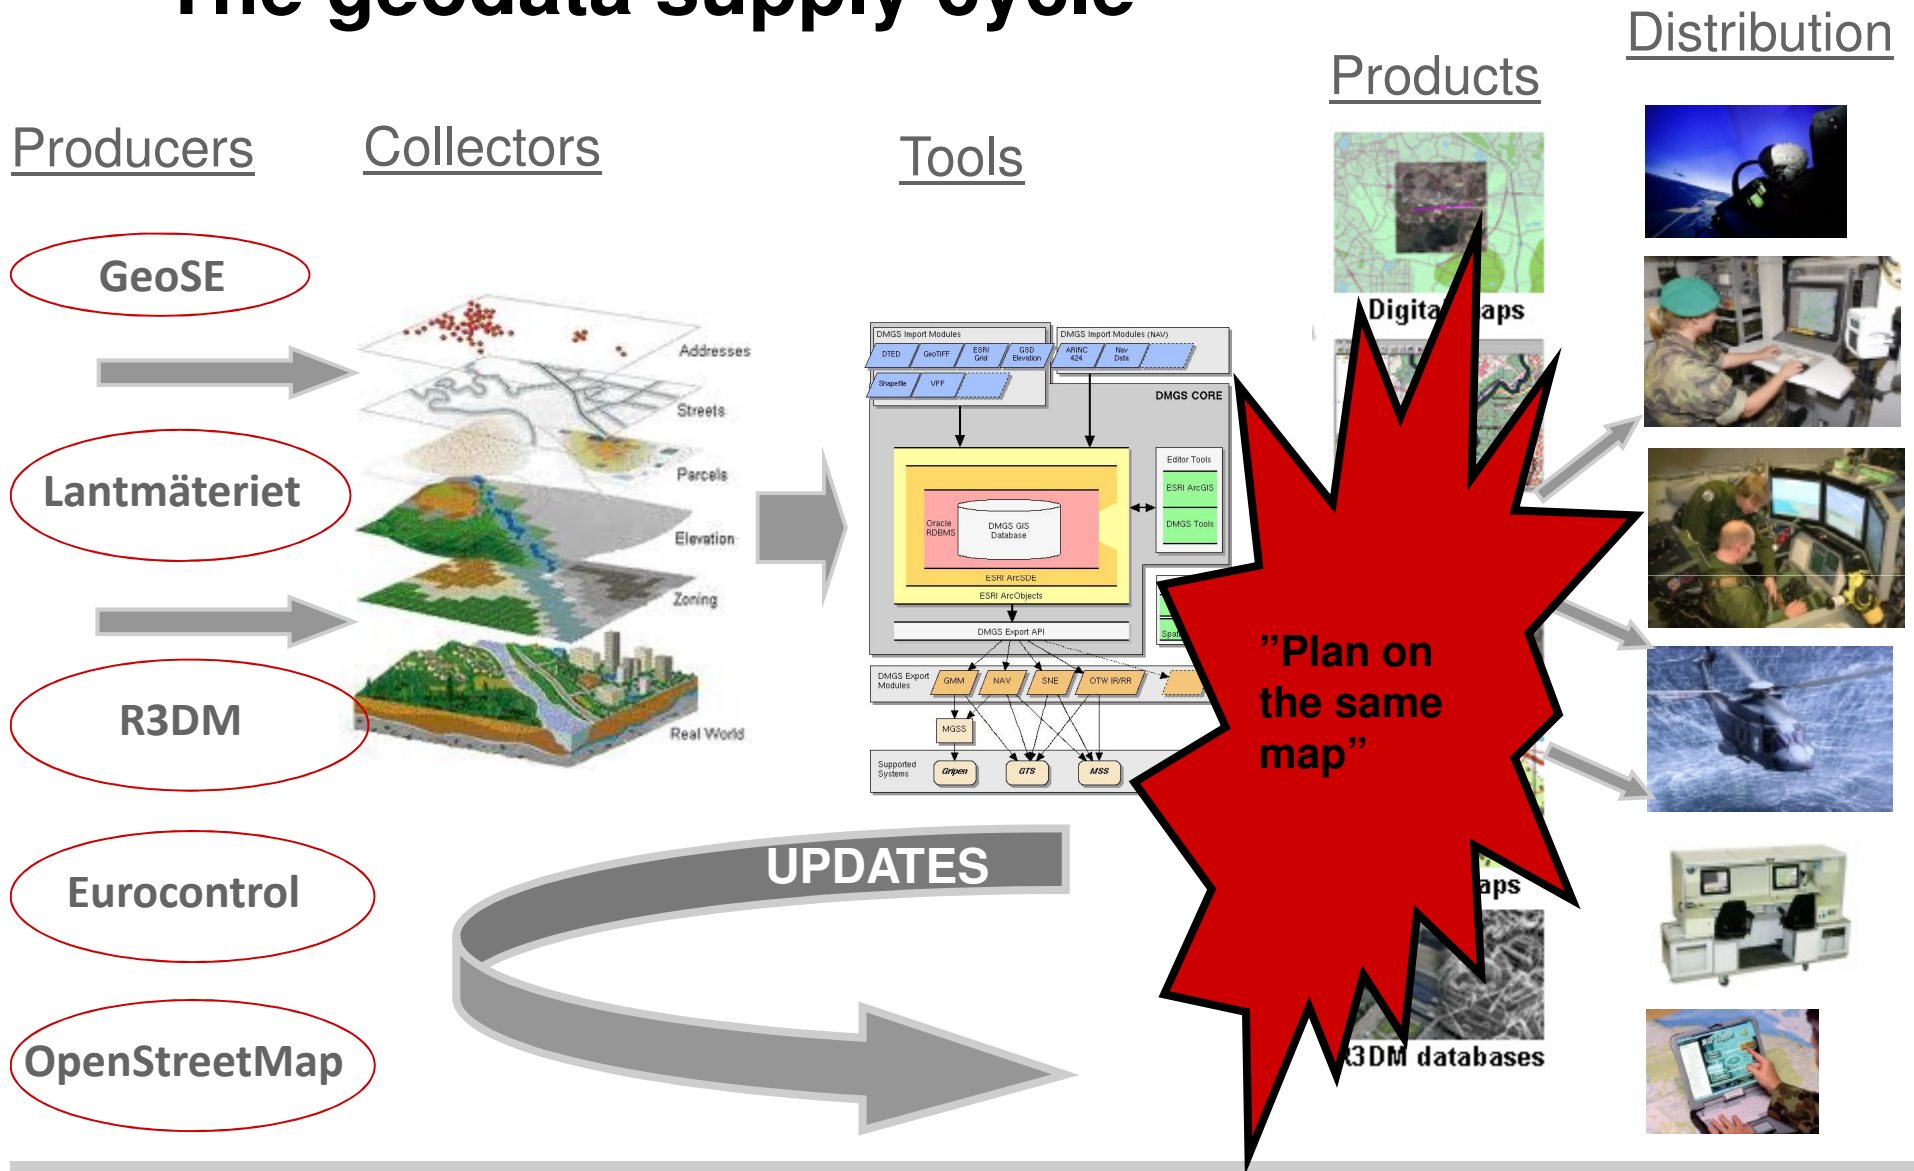 The geodata supply cycle
Distribution
Products
Producers
Collectors
Tools
GeoSE
Lantmäteriet
R3DM
Eurocontrol
OpenStreetMap
Addresses
Streets
Parcels
Elevation
Zoning
Real World
DMGS Import Modules
DTED
GeoTIFF
ESRI
Grid
GSD
Elevation
Shapefile
VPF
DMGS Import Modules (NAV)
ARINC
424
Nav
Data
DMGS CORE
Editor Tools
ESRI ArcGIS
DMGS Tools
Oracle
RDBMS
DMGS GIS
Database
ESRI ArcSDE
ESRI ArcObjects
DMGS Export API
DMGS Export
Modules
GMM
NAV
SNE
OTW IR/RR
MGSS
Supported
Systems
Gripen
GTS
MSS
UPDATES
Digita
aps
”Plan on
the same
map”
aps
3DM databases